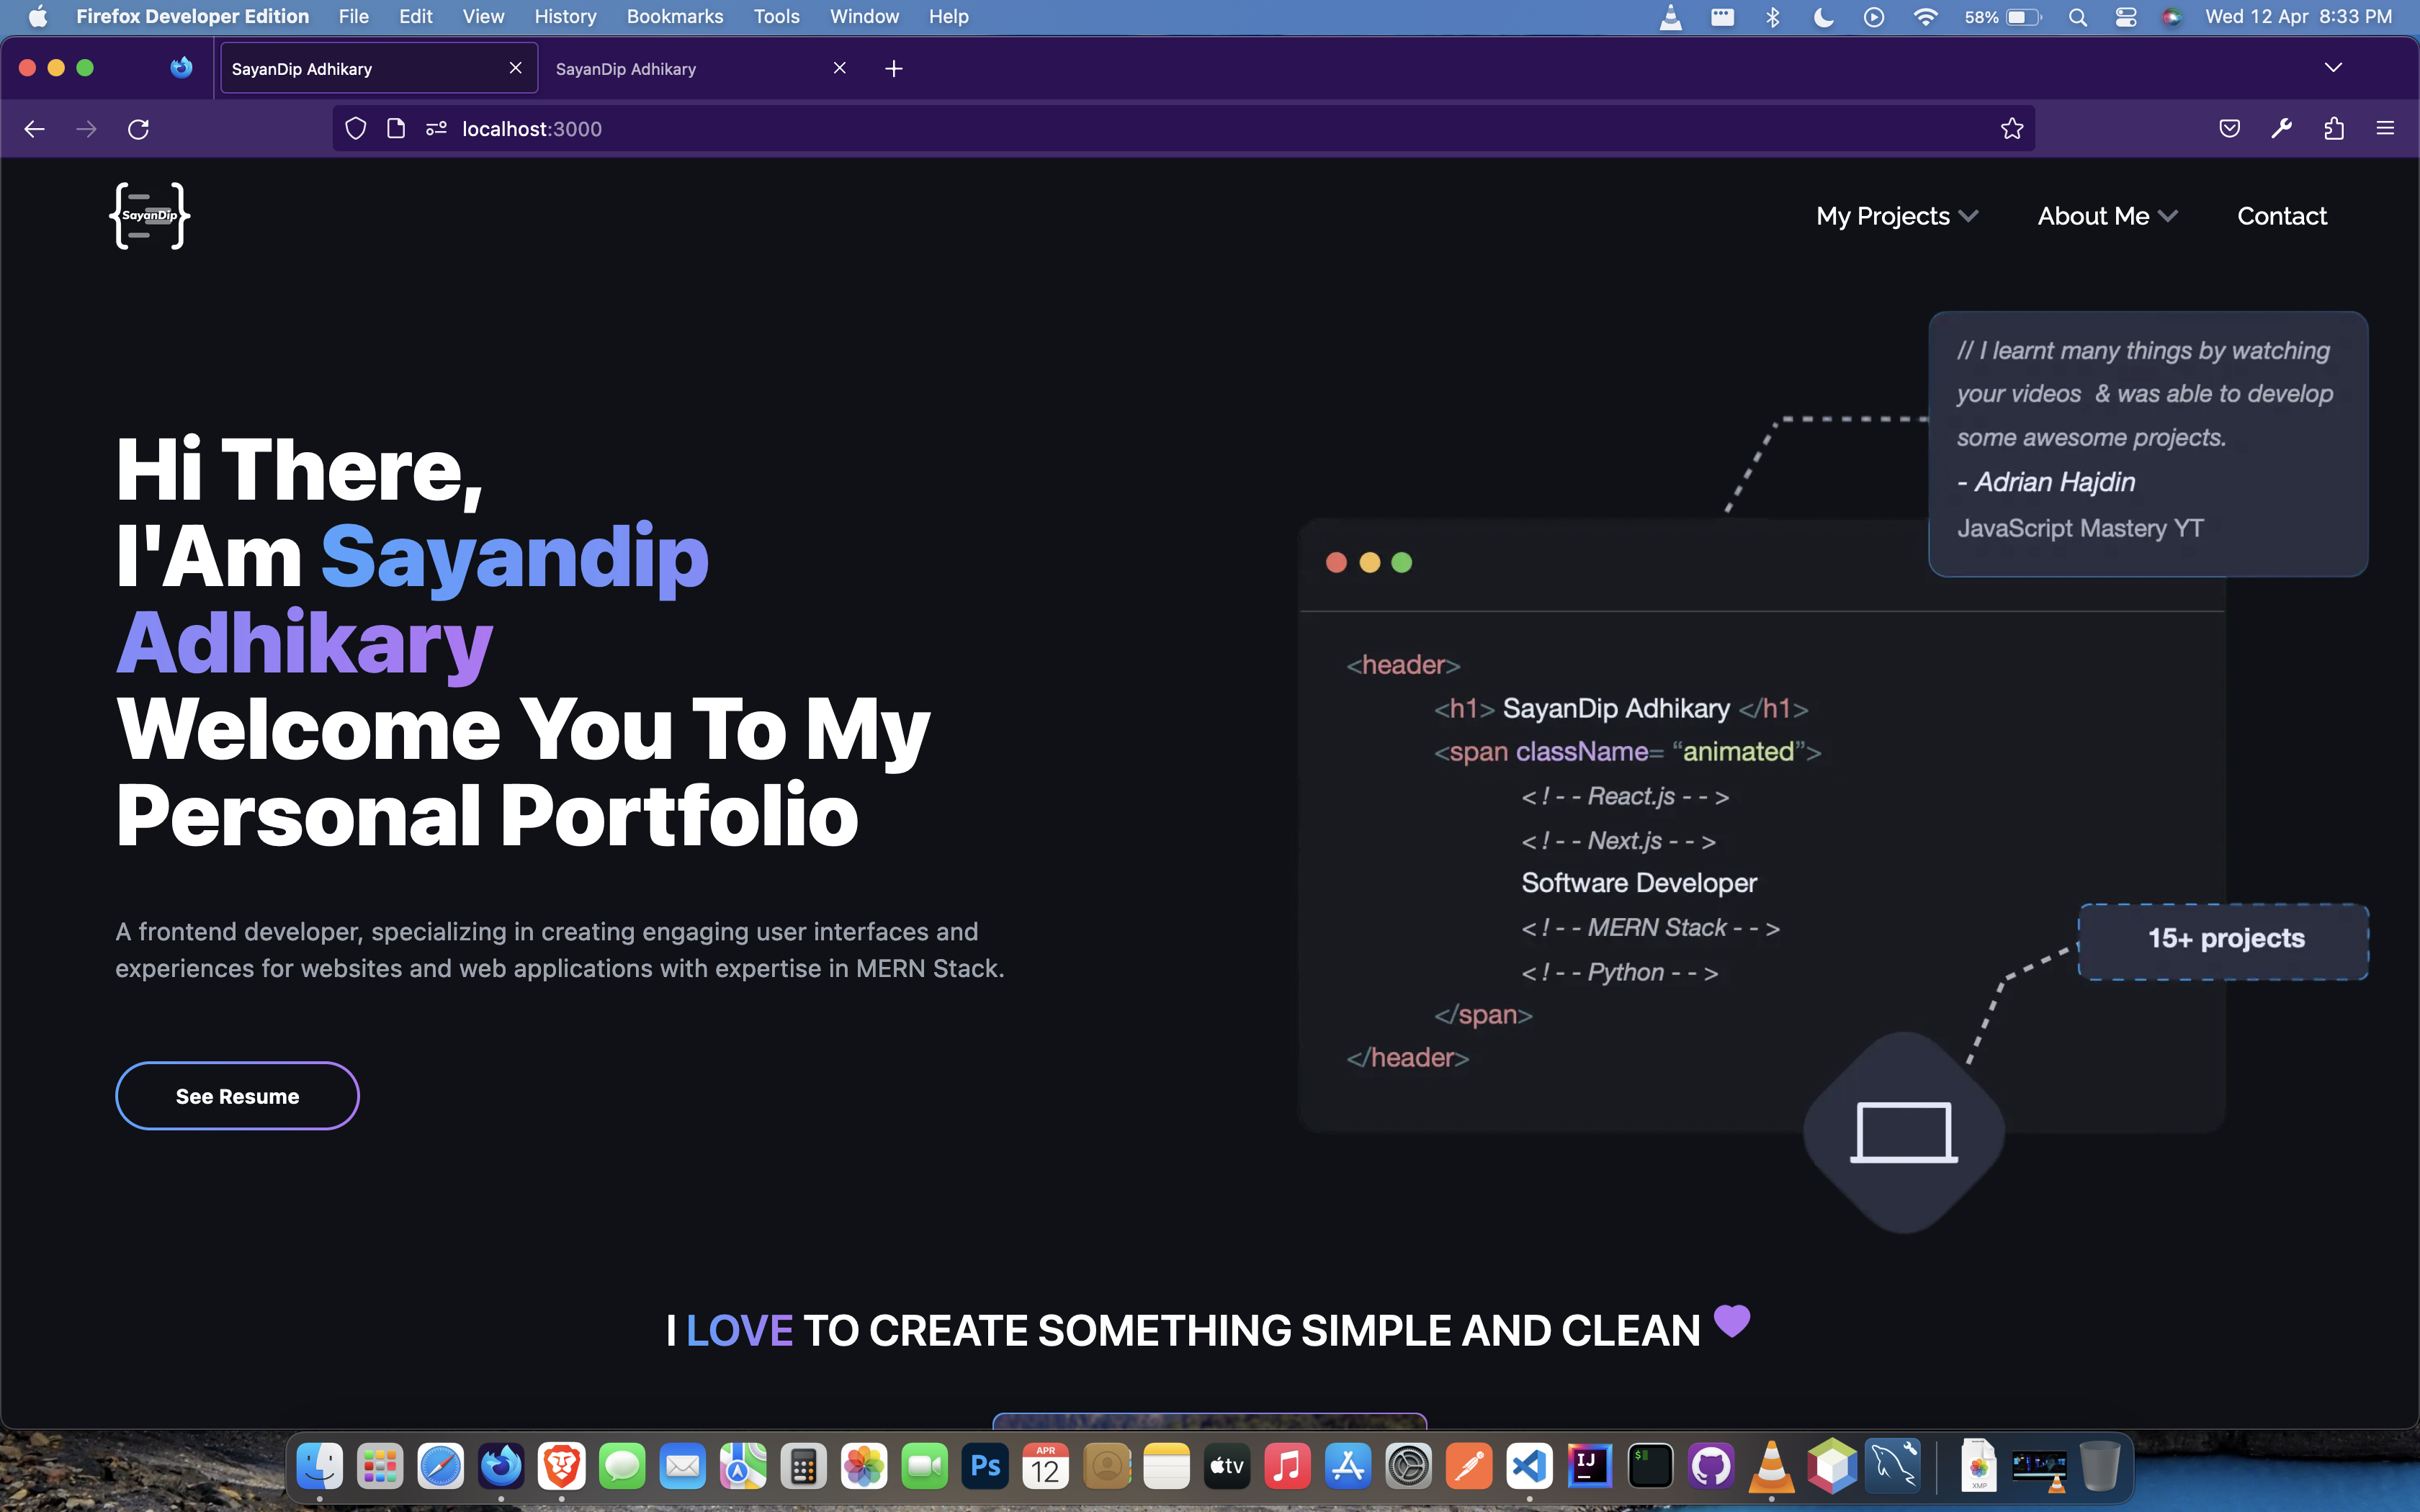 Firefox Developer Edition File Edit View History Bookmarks Tools Window Help 58% Wed 12 Apr 8:33 PM
SayanDip Adhikary SayanDip Adhikary
localhost:3000
SayanDip
My Projects About Me Contact
// I learnt many things by watching
your videos & was able to develop
some awesome projects.
- Adrian Hajdin
JavaScript Mastery YT
Hi There,
I'Am Sayandip
Adhikary
Welcome You To My
Personal Portfolio
A frontend developer, specializing in creating engaging user interfaces and
experiences for websites and web applications with expertise in MERN Stack.
See Resume
<header>
<h1> SayanDip Adhikary </h1>
<span className= “animated”>
< ! - - React.js - - >
< ! - - Next.js - - >
Software Developer
< ! - - MERN Stack - - >
< ! - - Python - - >
</span>
</header>
15+ projects
I LOVE TO CREATE SOMETHING SIMPLE AND CLEAN
Ps
APR
12
tv
IJ
$
XMP